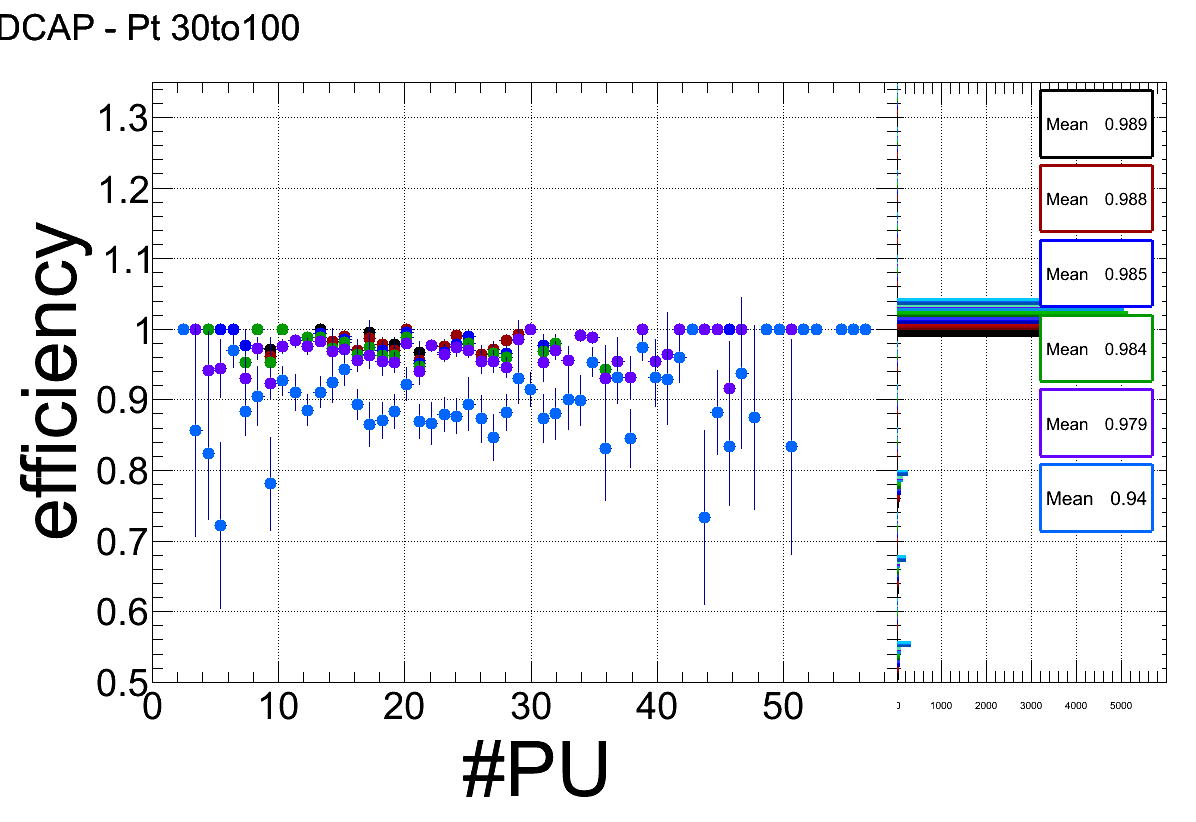 DCAP - Pt 30to100
efficiency
1.3
1.2
1.1
1
0.9
0.8
0.7
0.6
0.5
0 10 20 30 40 50
#PU
Mean 0.989
Mean 0.988
Mean 0.985
Mean 0.984
Mean 0.979
Mean 0.94
1000 2000 3000 4000 5000